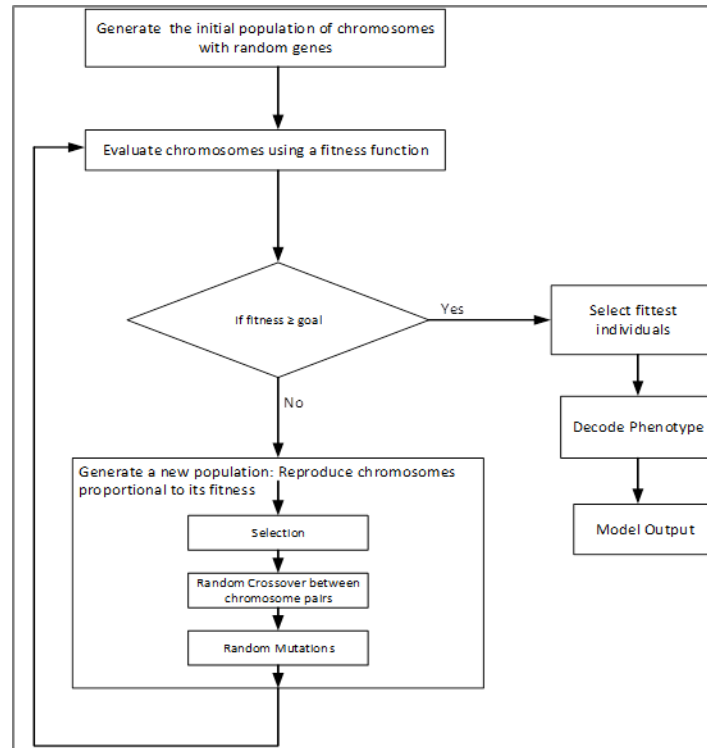 Generate the initial population of chromosomes
with random genes
Evaluate chromosomes using a fitness function
If fitness ≥ goal
Yes
Select fittest
individuals
No
Decode Phenotype
Generate a new population: Reproduce chromosomes
proportional to its fitness
Model Output
Selection
Random Crossover between
chromosome pairs
Random Mutations